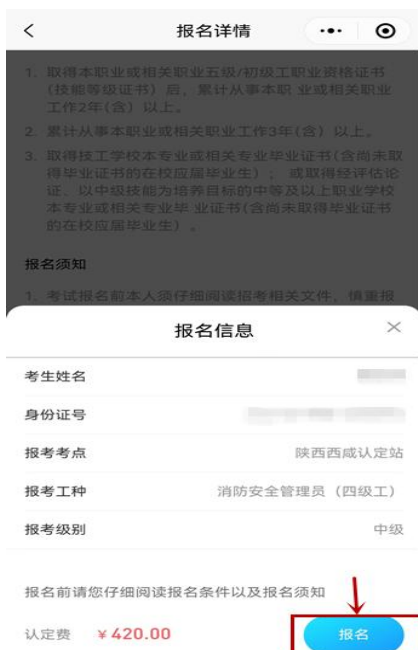 报名详情
1. 取得本职业或相关职业五级/初级工职业资格证书
(技能等级证书) 后，累计从事本职 业或相关职业
工作2年(含) 以上。
2. 累计从事本职业或相关职业工作3年(含) 以上。
3. 取得技工学校本专业或相关专业毕业证书(含尚未取
得毕业证书的在校应届毕业生) ； 或取得经评估论
证、以中级技能为培养目标的中等及以上职业学校
本专业或相关专业毕 业证书(含尚未取得毕业证书
的在校应届毕业生) 。
报名须知
1. 考试报名前本人须仔细阅读招考相关文件，慎重报
报名信息
考生姓名
身份证号
报考考点 陕西西咸认定站
报考工种 消防安全管理员（四级工）
报考级别 中级
报名前请您仔细阅读报名条件以及报名须知
认定费 ￥420.00 报名